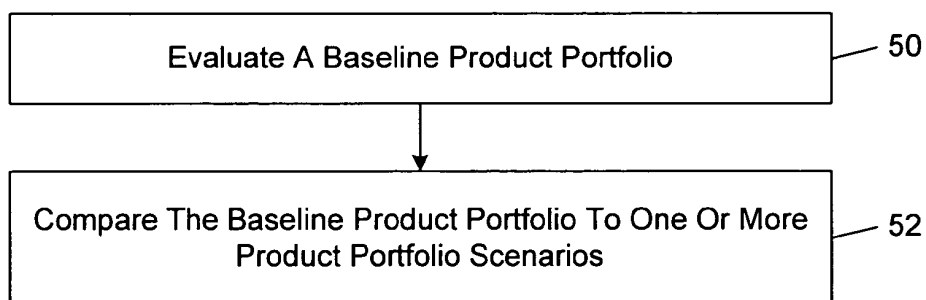 Evaluate A Baseline Product Portfolio
50
Compare The Baseline Product Portfolio To One Or More
Product Portfolio Scenarios
52